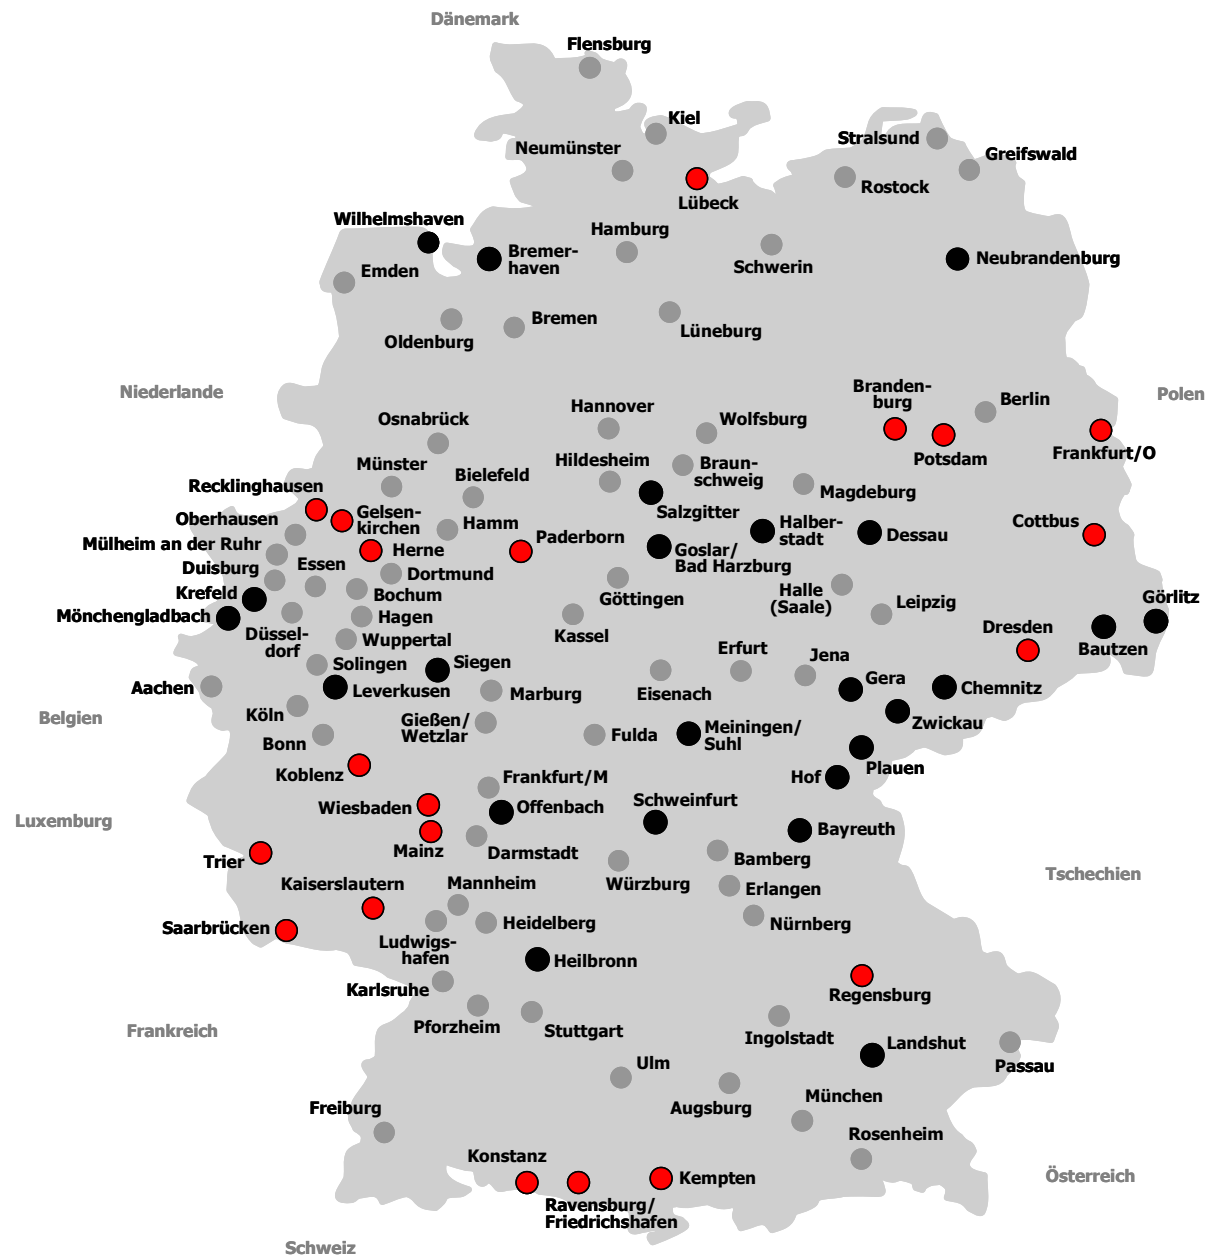 Dänemark
Flensburg
Kiel
Stralsund
Neumünster
Greifswald
Rostock
Lübeck
Wilhelmshaven
Hamburg
Bremer-
haven
Schwerin
Neubrandenburg
Emden
Bremen
Lüneburg
Oldenburg
Niederlande
Branden-
burg
Berlin
Polen
Hannover
Osnabrück
Wolfsburg
Frankfurt/O
Potsdam
Hildesheim
Münster
Braun-
schweig
Bielefeld
Recklinghausen
Magdeburg
Gelsen-
kirchen
Salzgitter
Oberhausen
Hamm
Cottbus
Halber-
stadt
Paderborn
Dessau
Mülheim an der Ruhr
Herne
Goslar/
Bad Harzburg
Essen
Duisburg
Dortmund
Krefeld
Bochum
Göttingen
Halle
(Saale)
Görlitz
Leipzig
Mönchengladbach
Hagen
Düssel-
dorf
Wuppertal
Kassel
Dresden
Bautzen
Erfurt
Jena
Solingen
Siegen
Gera
Aachen
Leverkusen
Marburg
Eisenach
Chemnitz
Köln
Belgien
Gießen/
Wetzlar
Zwickau
Meiningen/
Suhl
Fulda
Bonn
Plauen
Koblenz
Frankfurt/M
Hof
Schweinfurt
Wiesbaden
Offenbach
Luxemburg
Bayreuth
Mainz
Darmstadt
Bamberg
Trier
Tschechien
Kaiserslautern
Mannheim
Würzburg
Erlangen
Saarbrücken
Heidelberg
Nürnberg
Ludwigs-
hafen
Heilbronn
Karlsruhe
Regensburg
Frankreich
Pforzheim
Stuttgart
Ingolstadt
Landshut
Ulm
Passau
München
Freiburg
Augsburg
Rosenheim
Konstanz
Kempten
Österreich
Ravensburg/
Friedrichshafen
Schweiz